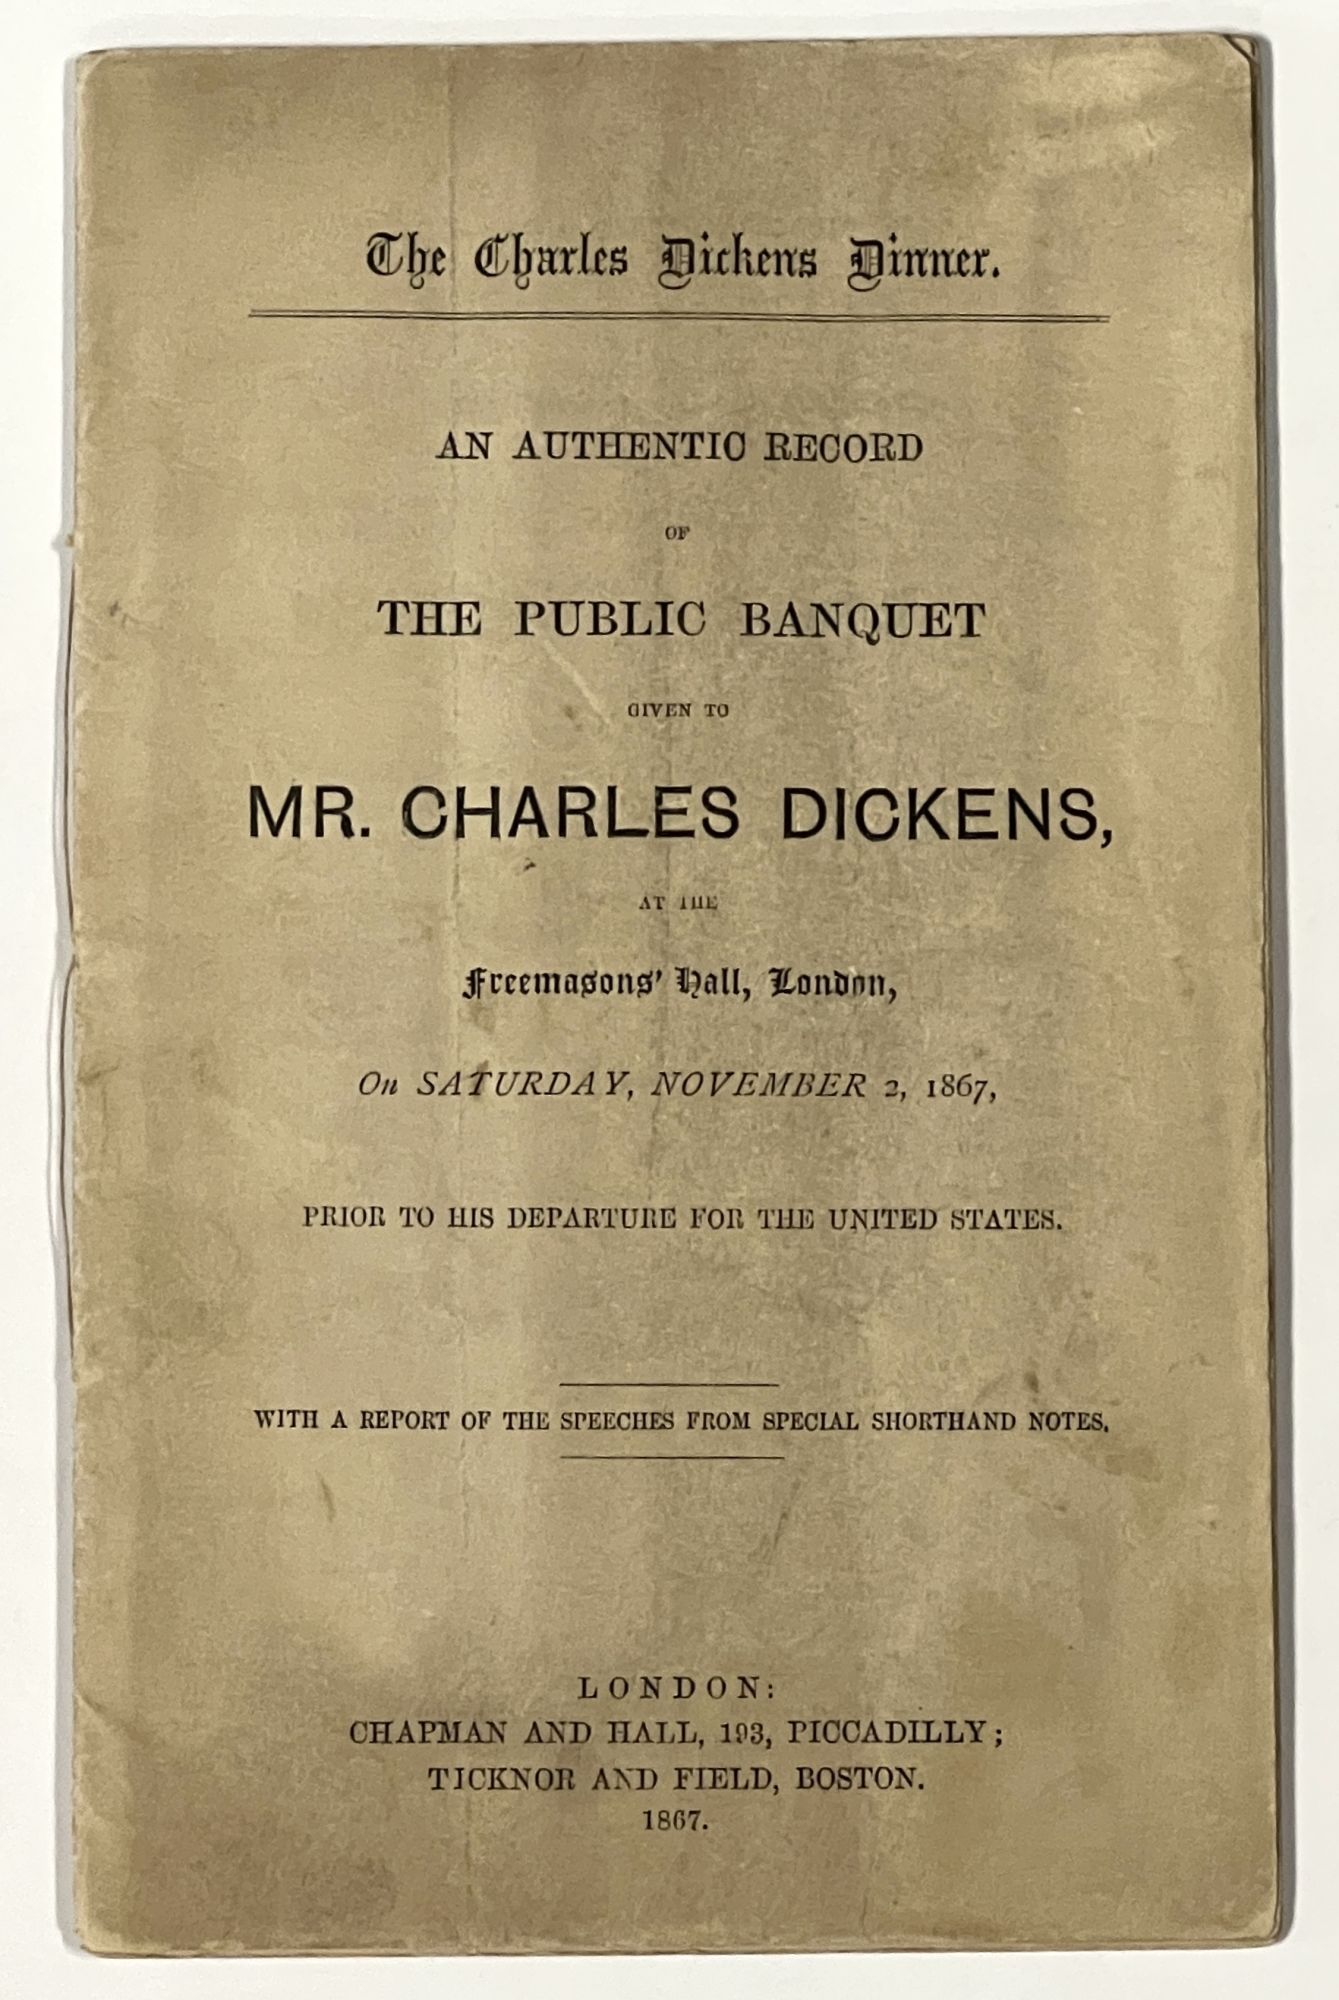 The Charles Dickens Dinner.
AN AUTHENTIC RECORD
OF
THE PUBLIC BANQUET
GIVEN TO
MR. CHARLES DICKENS,
AT THE
Freemasons' Hall, London,
On SATURDAY, NOVEMBER 2, 1867,
PRIOR TO HIS DEPARTURE FOR THE UNITED STATES.
WITH A REPORT OF THE SPEECHES FROM SPECIAL SHORTHAND NOTES.
LONDON:
CHAPMAN AND HALL, 193, PICCADILLY;
TICKNOR AND FIELD, BOSTON.
1867.